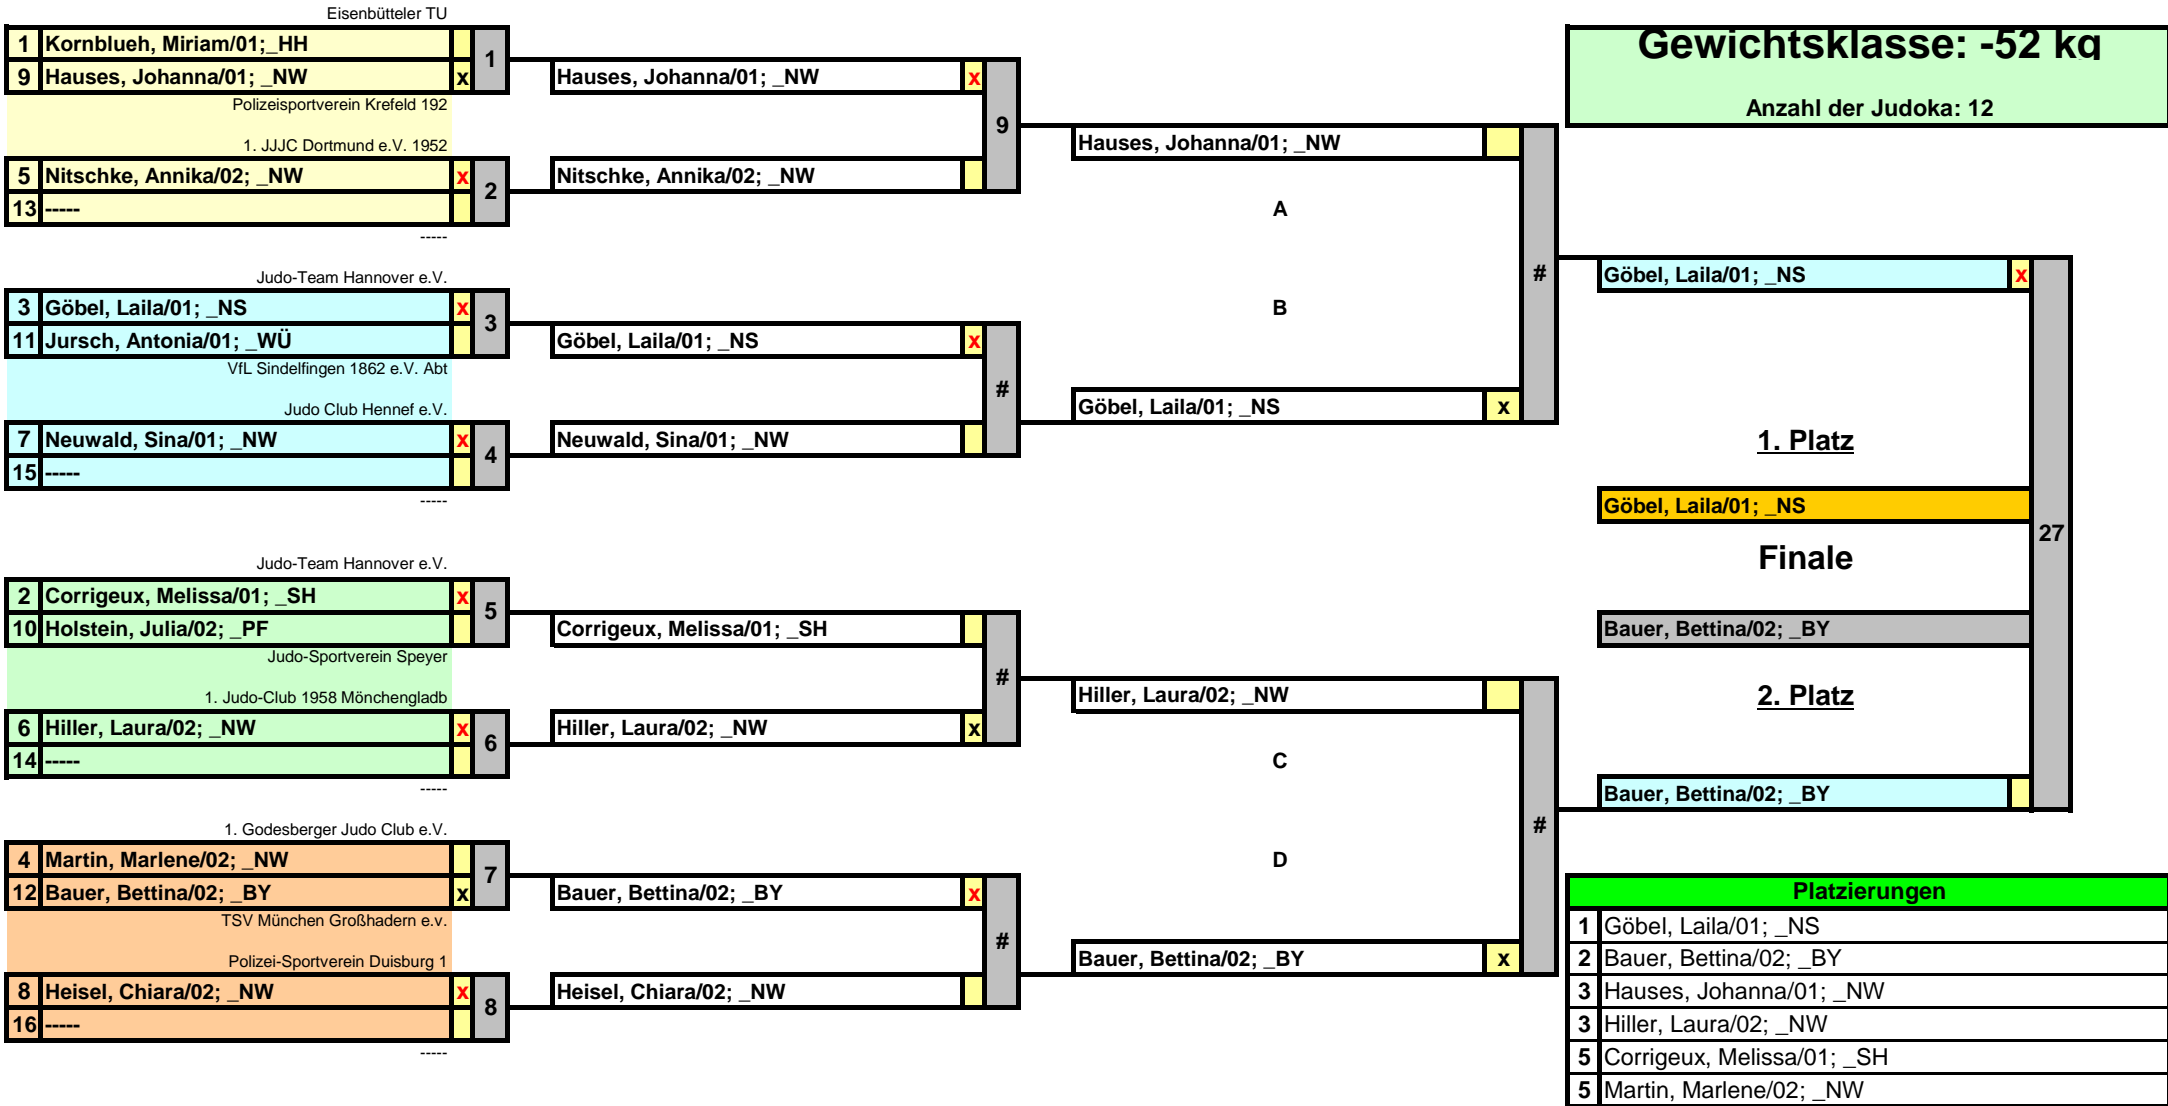 Eisenbütteler TU
1 Kornblueh, Miriam/01;_HH
9 Hauses, Johanna/01; _NW x
1
Polizeisportverein Krefeld 192
1. JJJC Dortmund e.V. 1952
5 Nitschke, Annika/02; _NW x
13 -----
2
-----
Judo-Team Hannover e.V.
3 Göbel, Laila/01; _NS x
11 Jursch, Antonia/01; _WÜ
3
VfL Sindelfingen 1862 e.V. Abt
Judo Club Hennef e.V.
7 Neuwald, Sina/01; _NW x
15 -----
4
-----
Judo-Team Hannover e.V.
2 Corrigeux, Melissa/01; _SH x
10 Holstein, Julia/02; _PF
5
Judo-Sportverein Speyer
1. Judo-Club 1958 Mönchengladb
6 Hiller, Laura/02; _NW x
14 -----
6
-----
1. Godesberger Judo Club e.V.
4 Martin, Marlene/02; _NW
12 Bauer, Bettina/02; _BY x
7
TSV München Großhadern e.v.
Polizei-Sportverein Duisburg 1
8 Heisel, Chiara/02; _NW x
16 -----
8
-----
Hauses, Johanna/01; _NW x
9
Nitschke, Annika/02; _NW
Göbel, Laila/01; _NS x
#
Neuwald, Sina/01; _NW
Corrigeux, Melissa/01; _SH
#
Hiller, Laura/02; _NW x
Bauer, Bettina/02; _BY x
#
Heisel, Chiara/02; _NW
Hauses, Johanna/01; _NW
A
#
B
Göbel, Laila/01; _NS x
Hiller, Laura/02; _NW
C
#
D
Bauer, Bettina/02; _BY x
Gewichtsklasse: -52 kg
Anzahl der Judoka: 12
Göbel, Laila/01; _NS x
1. Platz
Göbel, Laila/01; _NS
27
Finale
Bauer, Bettina/02; _BY
2. Platz
Bauer, Bettina/02; _BY
Platzierungen
1 Göbel, Laila/01; _NS
2 Bauer, Bettina/02; _BY
3 Hauses, Johanna/01; _NW
3 Hiller, Laura/02; _NW
5 Corrigeux, Melissa/01; _SH
5 Martin, Marlene/02; _NW